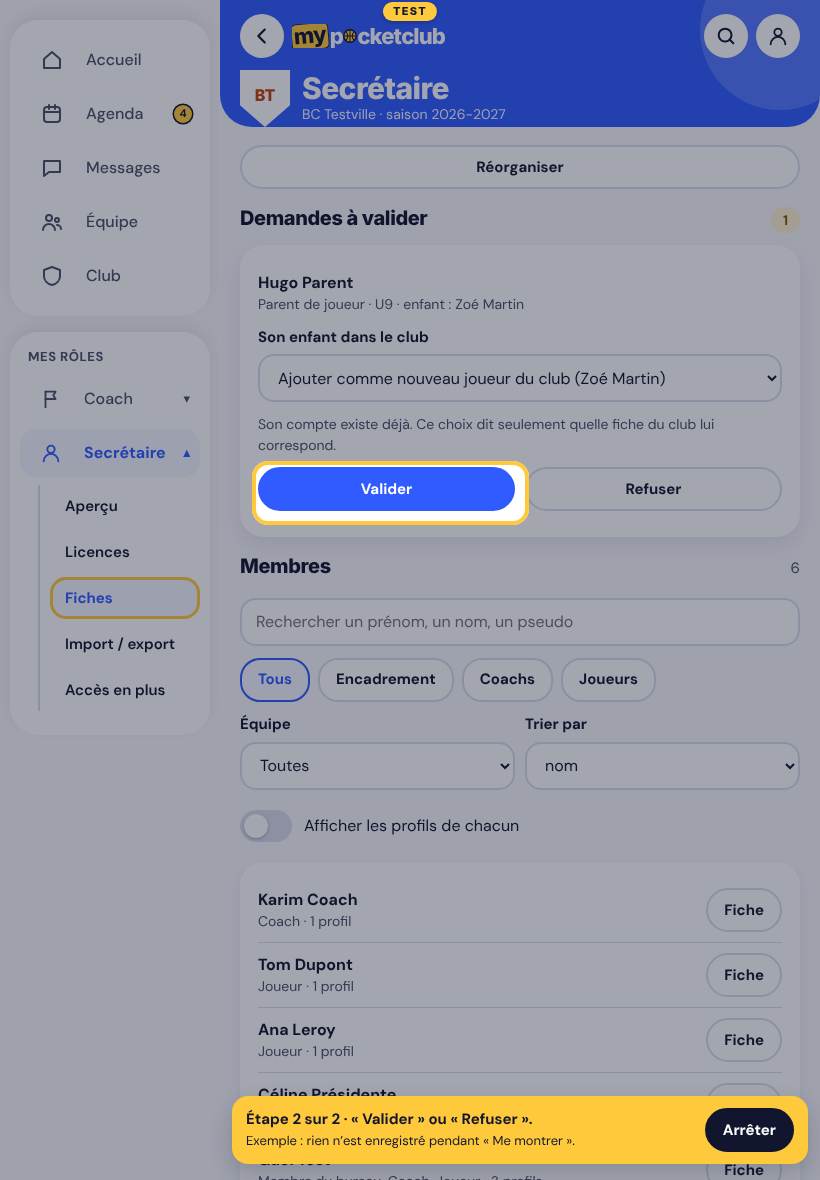 TEST
mypocketclub
Accueil
Agenda
4
Messages
Équipe
Club
MES RÔLES
Coach
Secrétaire
Aperçu
Licences
Fiches
Import / export
Accès en plus
BT
Secrétaire
BC Testville · saison 2026-2027
Réorganiser
Demandes à valider
1
Hugo Parent
Parent de joueur · U9 · enfant : Zoé Martin
Son enfant dans le club
Ajouter comme nouveau joueur du club (Zoé Martin)
Son compte existe déjà. Ce choix dit seulement quelle fiche du club lui
correspond.
Valider
Refuser
Membres
6
Rechercher un prénom, un nom, un pseudo
Tous
Encadrement
Coachs
Joueurs
Équipe
Trier par
Toutes
nom
Afficher les profils de chacun
Karim Coach
Coach · 1 profil
Fiche
Tom Dupont
Joueur · 1 profil
Fiche
Ana Leroy
Joueur · 1 profil
Fiche
Céline Présidente
Étape 2 sur 2 · « Valider » ou « Refuser ».
Exemple : rien n’est enregistré pendant « Me montrer ».
Arrêter
Fiche